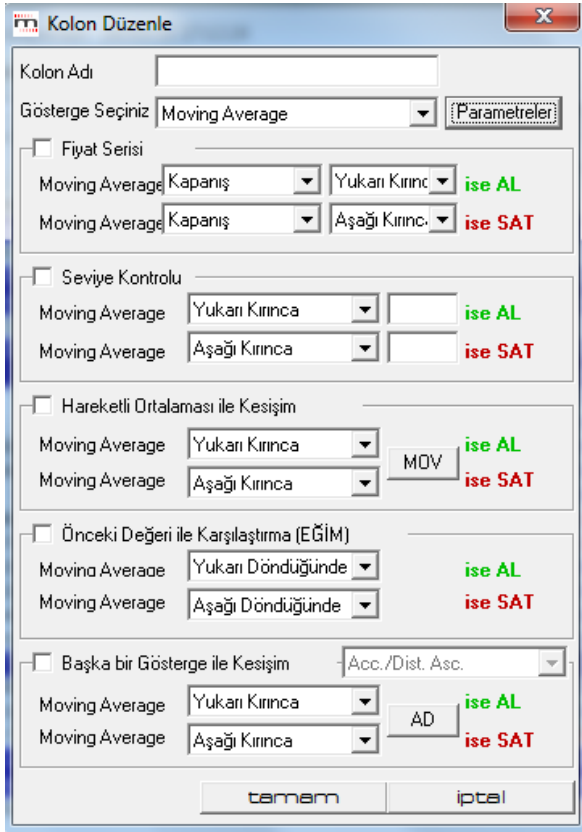 m Kolon Düzenle
Kolon Adı
Gösterge Seçiniz Moving Average Parametreler
Fiyat Serisi
Moving Average Kapanış Yukarı Kırınc ise AL
Moving Average Kapanış Aşağı Kırınc. ise SAT
Seviye Kontrolu
Moving Average Yukarı Kırınca ise AL
Moving Average Aşağı Kırınca ise SAT
Hareketli Ortalaması ile Kesişim
Moving Average Yukarı Kırınca ise AL
MOV
Moving Average Aşağı Kırınca ise SAT
Önceki Değeri ile Karşılaştırma (EĞİM)
Moving Average Yukarı Döndüğünde ise AL
Moving Average Aşağı Döndüğünde ise SAT
Başka bir Gösterge ile Kesişim Acc./Dist. Asc.
Moving Average Yukarı Kırınca ise AL
AD
Moving Average Aşağı Kırınca ise SAT
tamam iptal